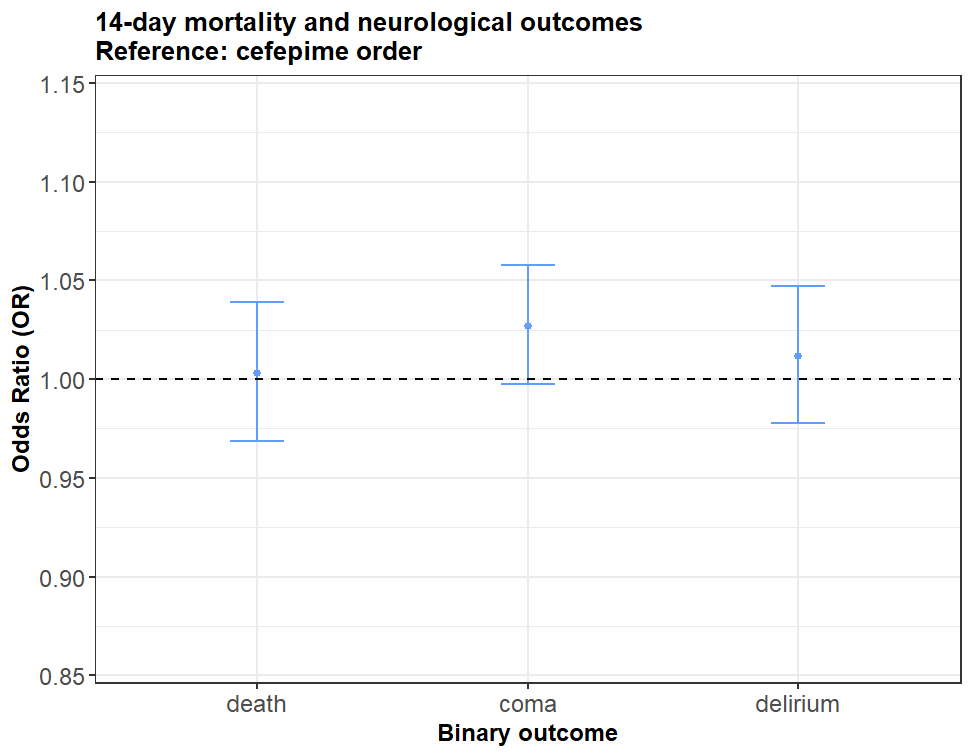 14-day mortality and neurological outcomes
Reference: cefepime order
Odds Ratio (OR)
1.15
1.10
1.05
1.00
0.95
0.90
0.85
death coma delirium
Binary outcome